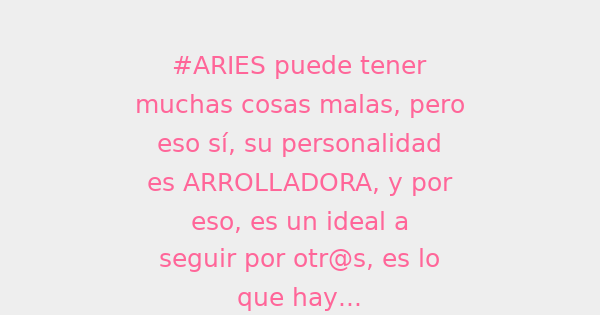 #ARIES puede tener
muchas cosas malas, pero
eso sí, su personalidad
es ARROLLADORA, y por
eso, es un ideal a
seguir por otr@s, es lo
que hay...